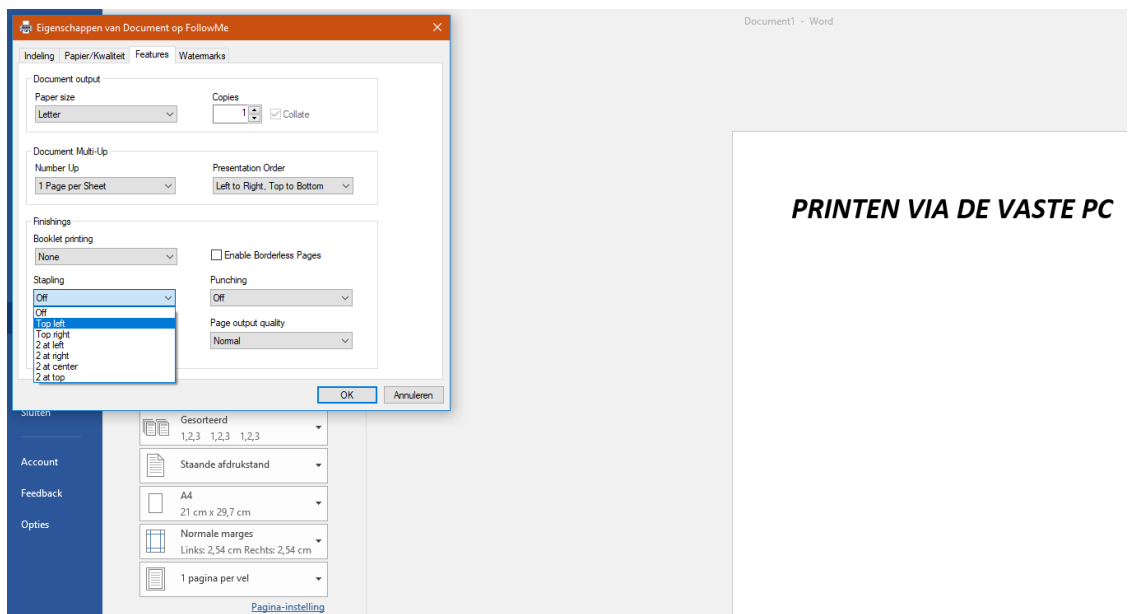 Eigenschappen van Document op FollowMe
Document1 - Word
Indeling Papier/Kwaliteit Features Watermarks
Document output
Paper size Copies
Letter 1 Collate
Document Multi-Up
Number Up Presentation Order
1 Page per Sheet Left to Right, Top to Bottom
Finishings
Booklet printing
None Enable Borderless Pages
Stapling Punching
Off Off
Off
Top left Page output quality
Top right
2 at left Normal
2 at right
2 at center
2 at top
OK Annuleren
PRINTEN VIA DE VASTE PC
Sluiten
Account
Feedback
Opties
Gesorteerd
1,2,3 1,2,3 1,2,3
Staande afdrukstand
A4
21 cm x 29,7 cm
Normale marges
Links: 2,54 cm Rechts: 2,54 cm
1 pagina per vel
Pagina-instelling